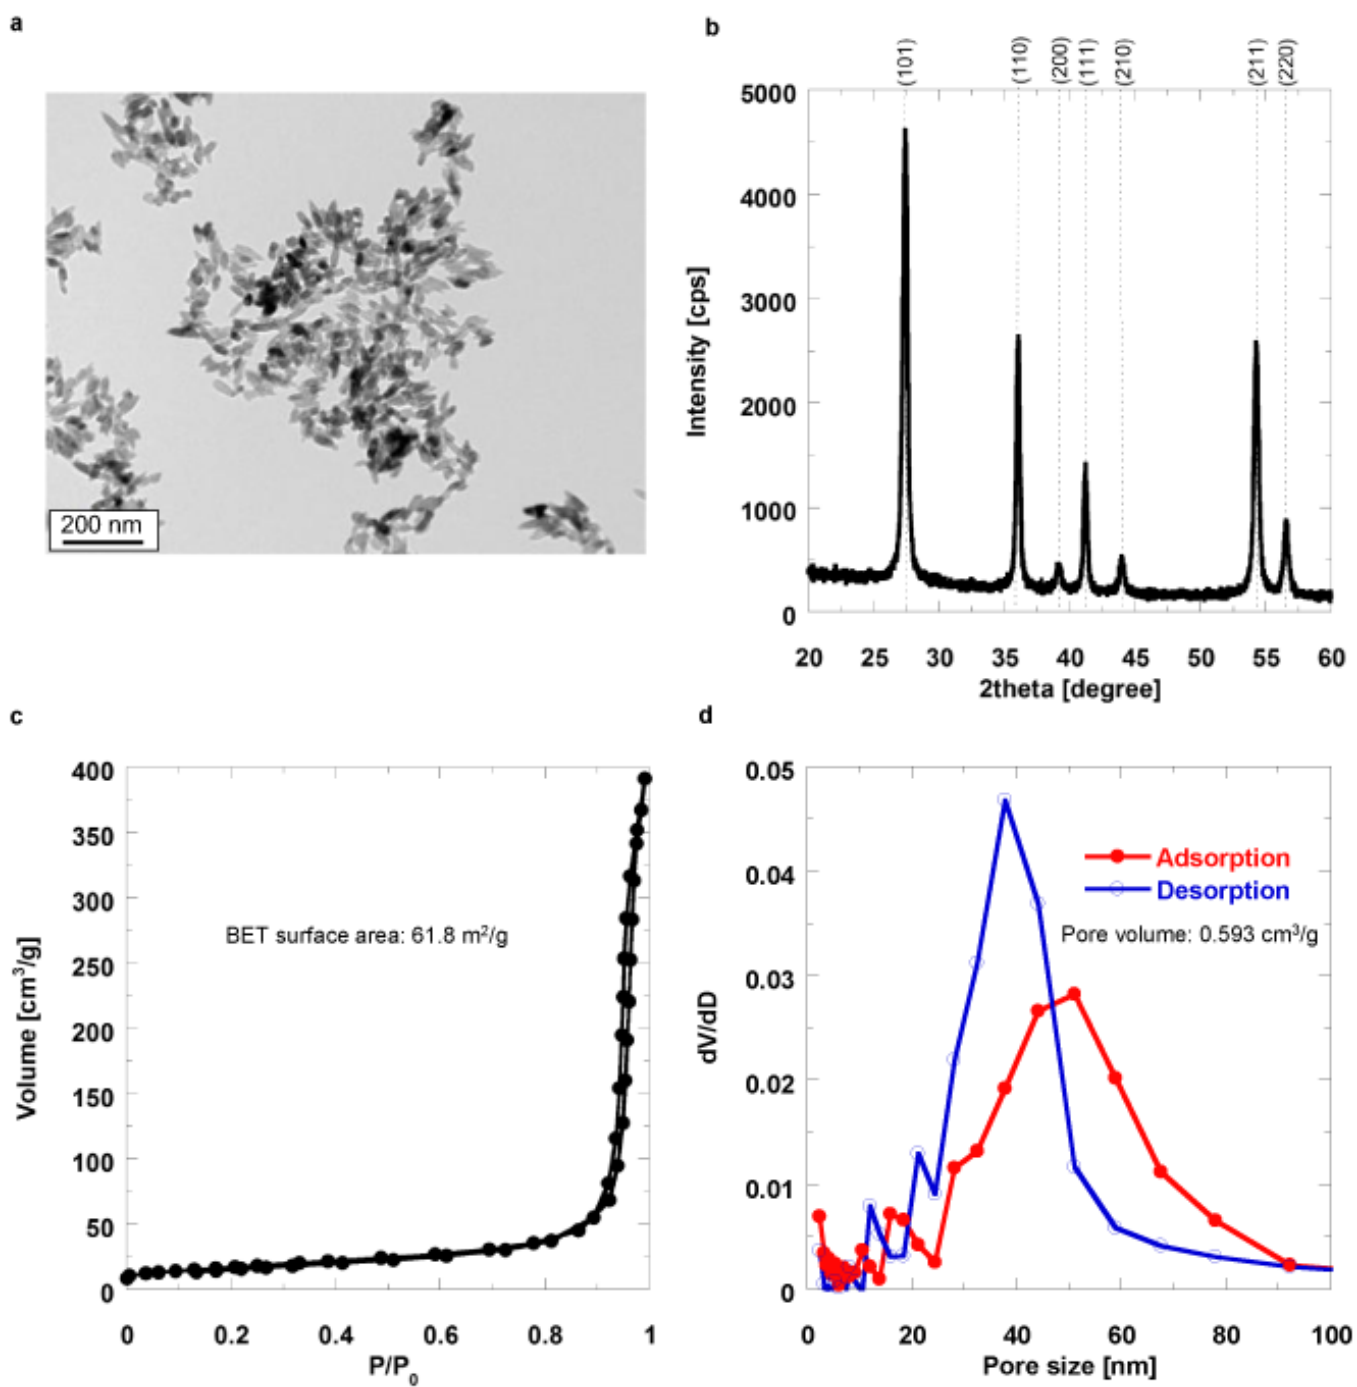 a
200 nm
b
(101)
(110)
(200)
(111)
(210)
(211)
(220)
5000
4000
3000
2000
1000
0
Intensity [cps]
20 25 30 35 40 45 50 55 60
2theta [degree]
c
400
350
300
250
200
150
100
50
0
Volume [cm³/g]
BET surface area: 61.8 m²/g
0 0.2 0.4 0.6 0.8 1
P/P₀
d
0.05
0.04
0.03
0.02
0.01
0
dV/dD
Adsorption
Desorption
Pore volume: 0.593 cm³/g
0 20 40 60 80 100
Pore size [nm]